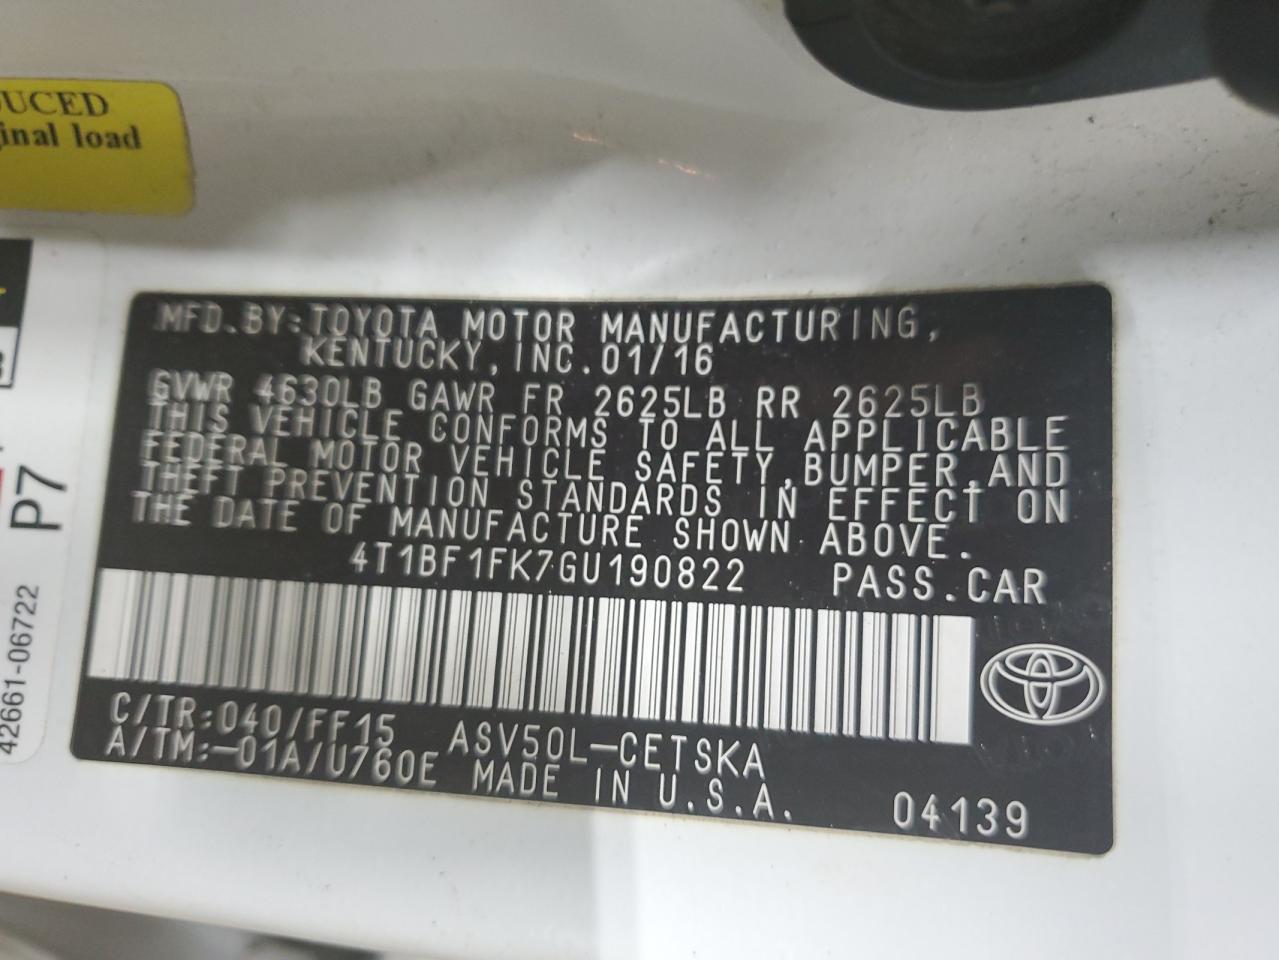 UCED
inal load
P7
42661-06722
MFD.BY:TOYOTA MOTOR MANUFACTURING,
KENTUCKY,INC.01/16
GVWR 4630LB GAWR FR 2625LB RR 2625LB
THIS VEHICLE CONFORMS TO ALL APPLICABLE
FEDERAL MOTOR VEHICLE SAFETY,BUMPER,AND
THEFT PREVENTION STANDARDS IN EFFECT ON
THE DATE OF MANUFACTURE SHOWN ABOVE.
4T1BF1FK7GU190822 PASS.CAR
C/TR:040/FF15 ASV50L-CETSKA
A/TM:-01A/U760E MADE IN U.S.A. 04139